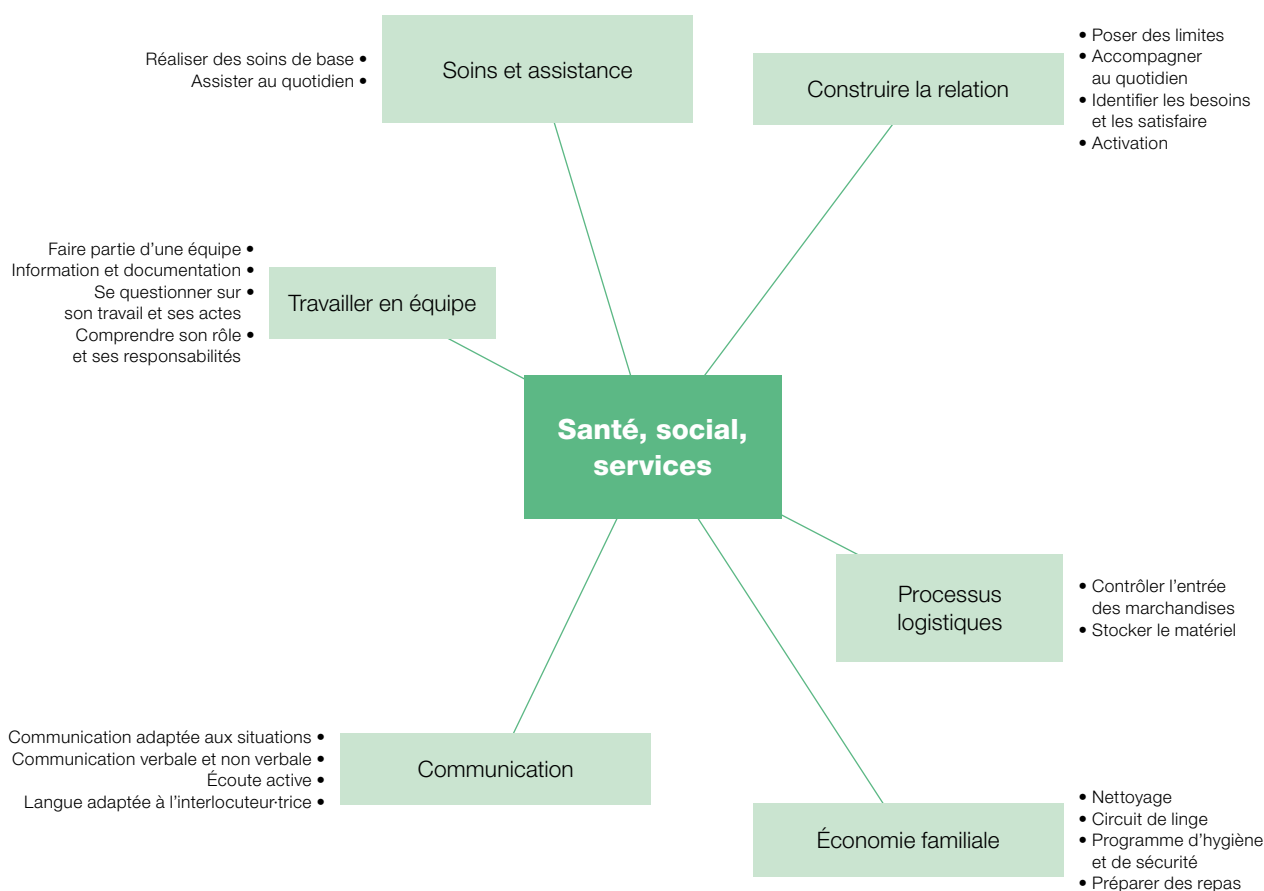 Réaliser des soins de base •
Assister au quotidien •
Soins et assistance
Construire la relation
• Poser des limites
• Accompagner
au quotidien
• Identifier les besoins
et les satisfaire
• Activation
Faire partie d’une équipe •
Information et documentation •
Se questionner sur •
son travail et ses actes
Comprendre son rôle •
et ses responsabilités
Travailler en équipe
Santé, social,
services
Processus
logistiques
• Contrôler l’entrée
des marchandises
• Stocker le matériel
Communication adaptée aux situations •
Communication verbale et non verbale •
Écoute active •
Langue adaptée à l’interlocuteur·trice •
Communication
Économie familiale
• Nettoyage
• Circuit de linge
• Programme d’hygiène
et de sécurité
• Préparer des repas